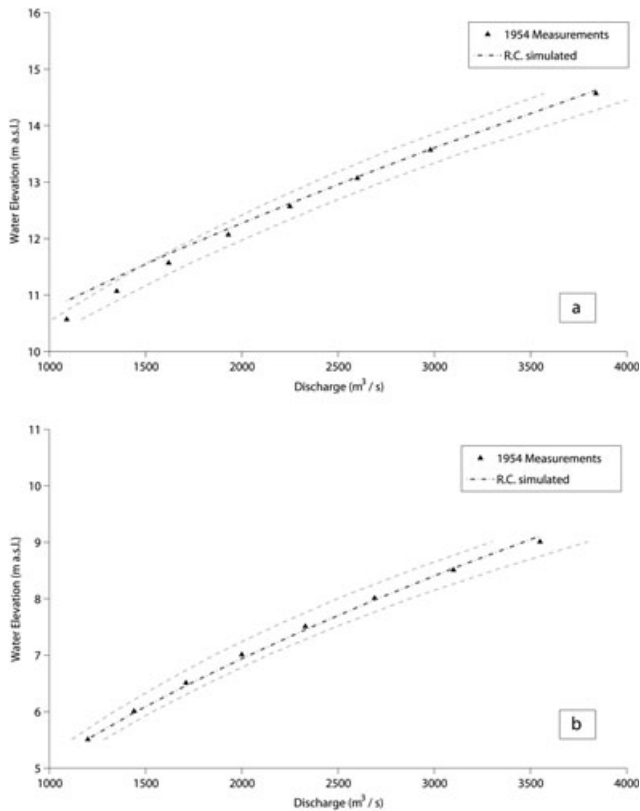 16
15
14
13
12
11
10
Water Elevation (m a.s.l.)
1954 Measurements
R.C. simulated
a
1000 1500 2000 2500 3000 3500 4000
Discharge (m³ / s)
11
10
9
8
7
6
5
Water Elevation (m a.s.l.)
1954 Measurements
R.C. simulated
b
1000 1500 2000 2500 3000 3500 4000
Discharge (m³ / s)